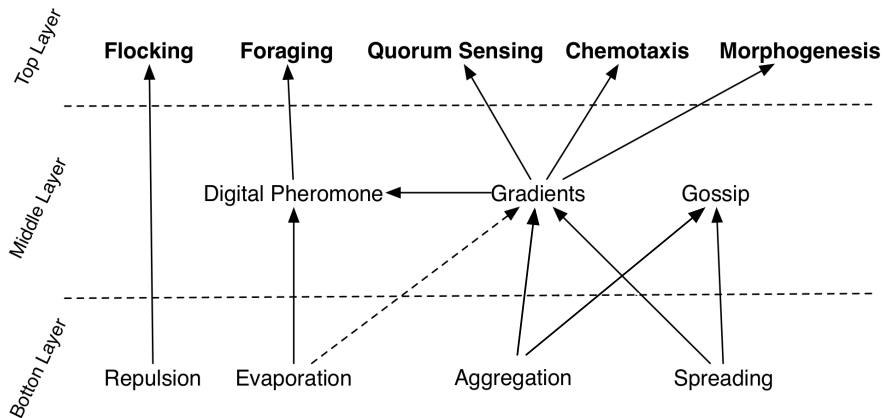 Top Layer
Flocking Foraging Quorum Sensing Chemotaxis Morphogenesis
Middle Layer
Digital Pheromone Gradients Gossip
Botton Layer
Repulsion Evaporation Aggregation Spreading